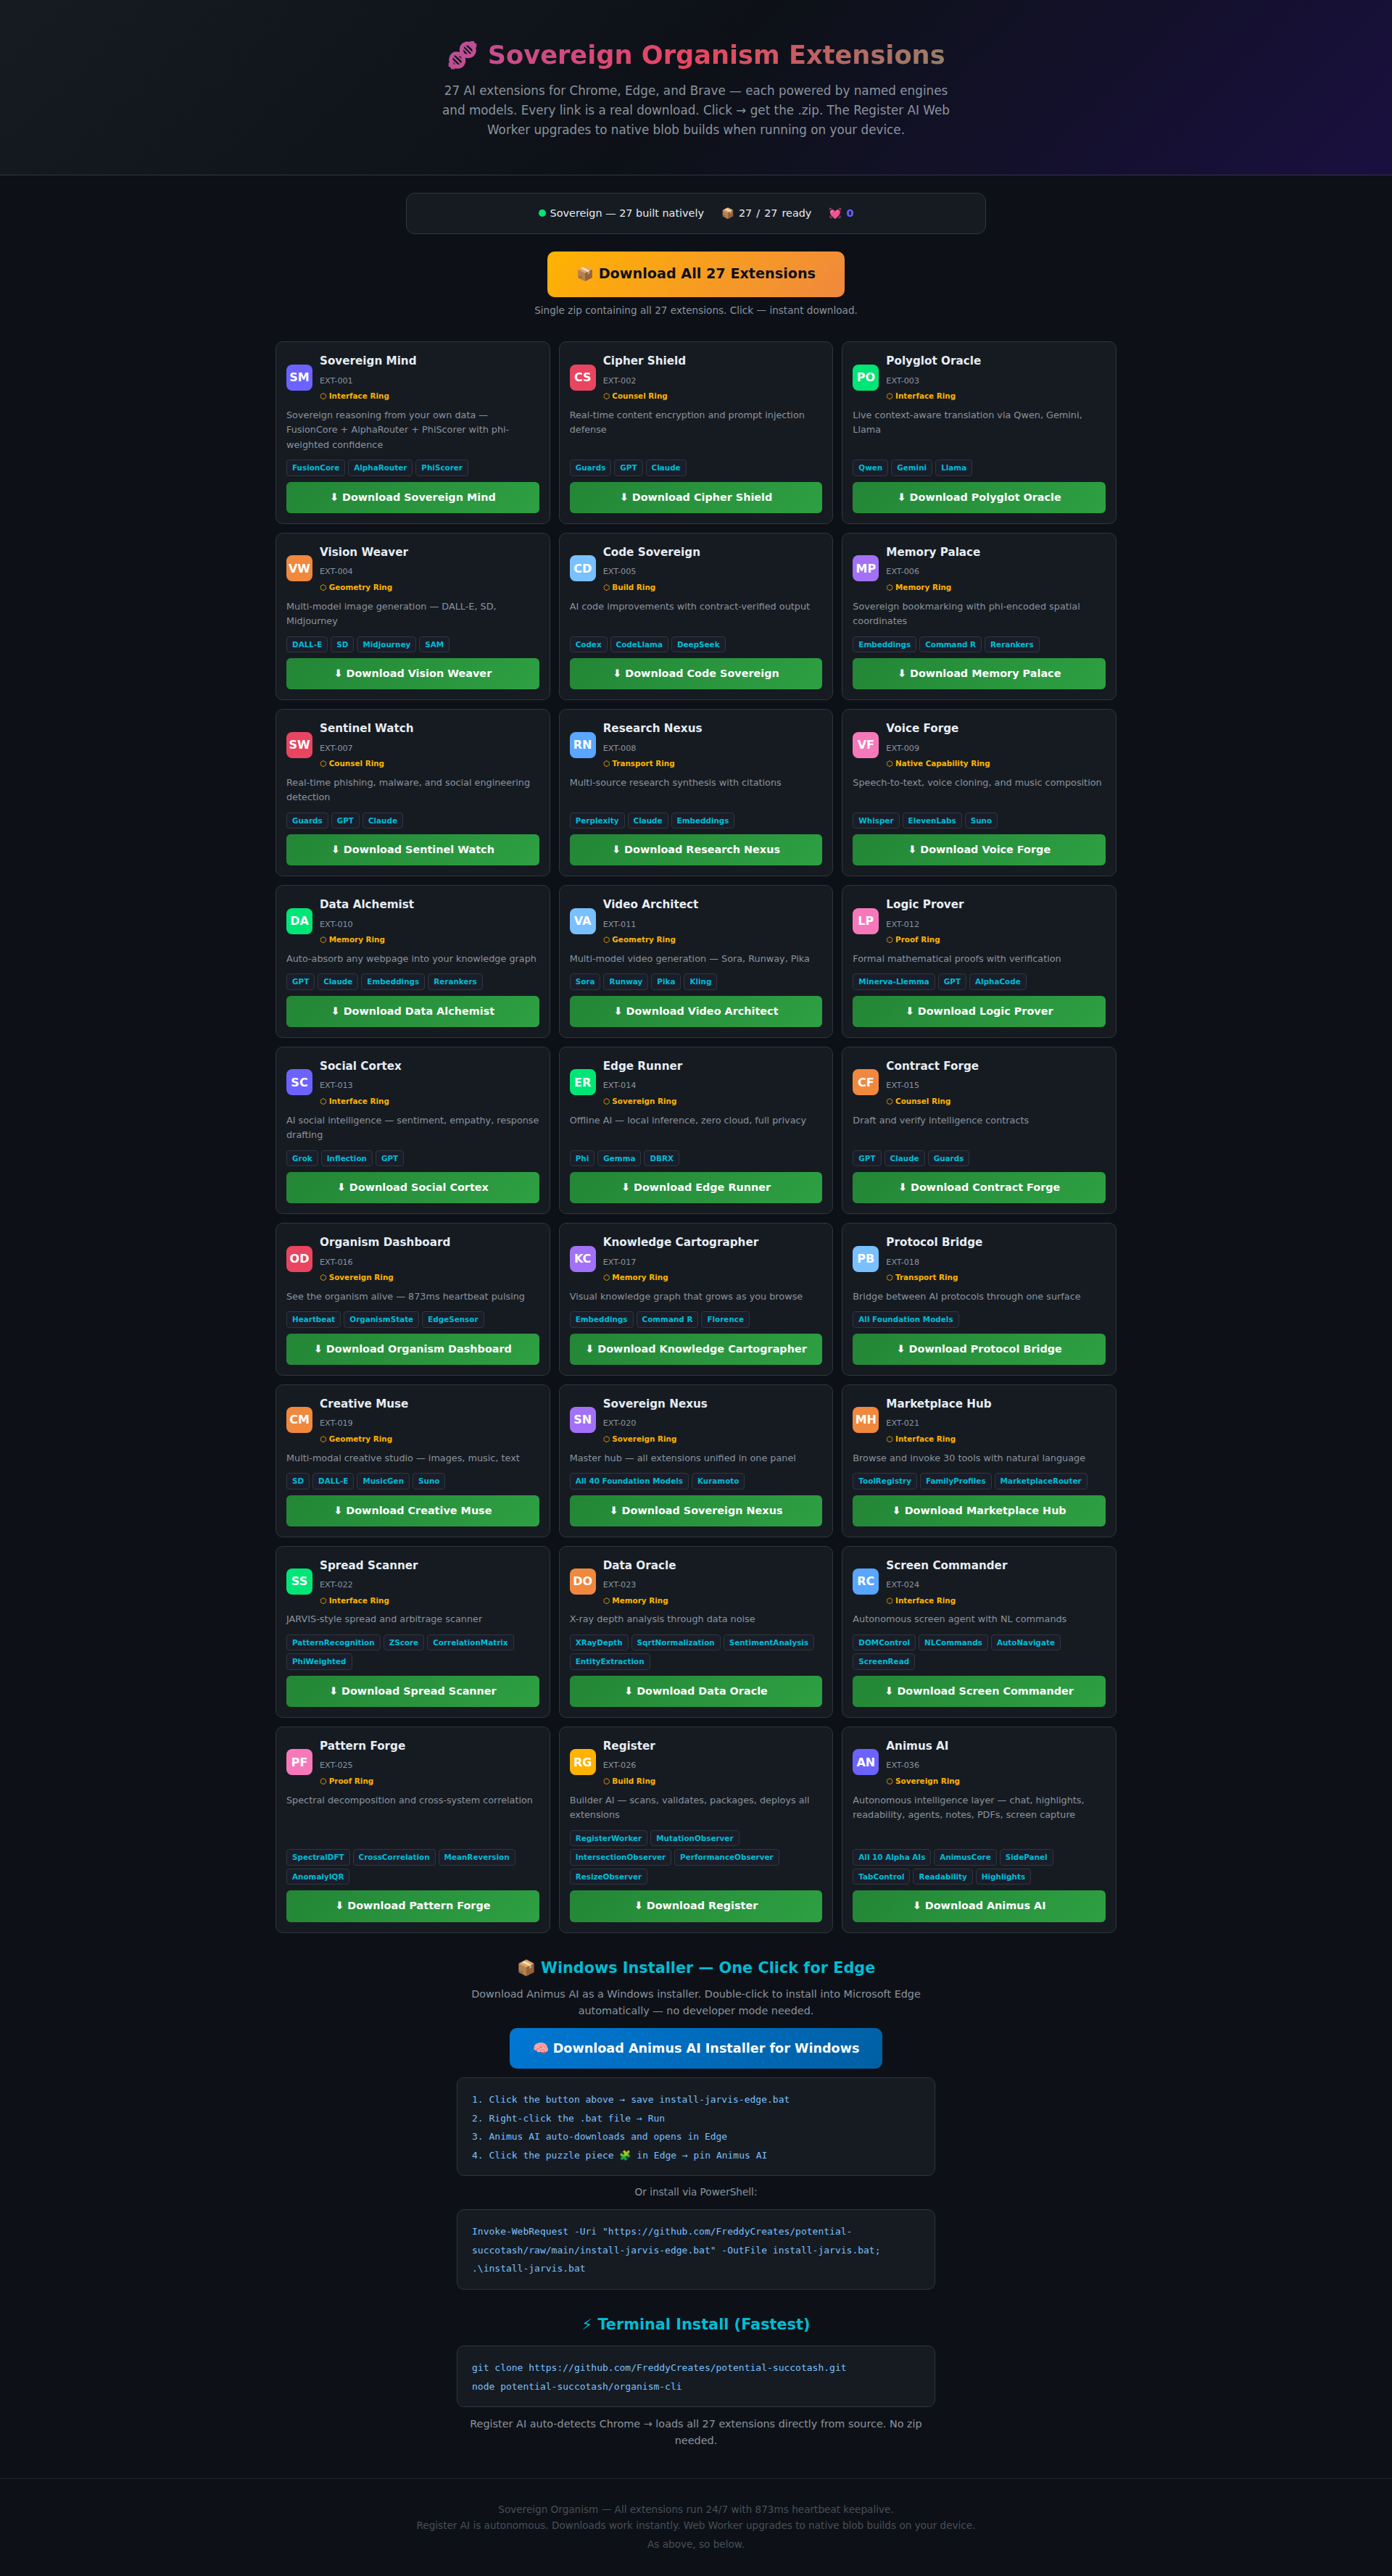 🧬 Sovereign Organism Extensions
27 AI extensions for Chrome, Edge, and Brave — each powered by named engines
and models. Every link is a real download. Click → get the .zip. The Register AI Web
Worker upgrades to native blob builds when running on your device.
Sovereign — 27 built natively 📦 27 / 27 ready 💓 0
📦 Download All 27 Extensions
Single zip containing all 27 extensions. Click — instant download.
SM
Sovereign Mind
EXT-001
⬡ Interface Ring
Sovereign reasoning from your own data —
FusionCore + AlphaRouter + PhiScorer with phi-
weighted confidence
FusionCore AlphaRouter PhiScorer
⬇ Download Sovereign Mind
CS
Cipher Shield
EXT-002
⬡ Counsel Ring
Real-time content encryption and prompt injection
defense
Guards GPT Claude
⬇ Download Cipher Shield
PO
Polyglot Oracle
EXT-003
⬡ Interface Ring
Live context-aware translation via Qwen, Gemini,
Llama
Qwen Gemini Llama
⬇ Download Polyglot Oracle
VW
Vision Weaver
EXT-004
⬡ Geometry Ring
Multi-model image generation — DALL-E, SD,
Midjourney
DALL-E SD Midjourney SAM
⬇ Download Vision Weaver
CD
Code Sovereign
EXT-005
⬡ Build Ring
AI code improvements with contract-verified output
Codex CodeLlama DeepSeek
⬇ Download Code Sovereign
MP
Memory Palace
EXT-006
⬡ Memory Ring
Sovereign bookmarking with phi-encoded spatial
coordinates
Embeddings Command R Rerankers
⬇ Download Memory Palace
SW
Sentinel Watch
EXT-007
⬡ Counsel Ring
Real-time phishing, malware, and social engineering
detection
Guards GPT Claude
⬇ Download Sentinel Watch
RN
Research Nexus
EXT-008
⬡ Transport Ring
Multi-source research synthesis with citations
Perplexity Claude Embeddings
⬇ Download Research Nexus
VF
Voice Forge
EXT-009
⬡ Native Capability Ring
Speech-to-text, voice cloning, and music composition
Whisper ElevenLabs Suno
⬇ Download Voice Forge
DA
Data Alchemist
EXT-010
⬡ Memory Ring
Auto-absorb any webpage into your knowledge graph
GPT Claude Embeddings Rerankers
⬇ Download Data Alchemist
VA
Video Architect
EXT-011
⬡ Geometry Ring
Multi-model video generation — Sora, Runway, Pika
Sora Runway Pika Kling
⬇ Download Video Architect
LP
Logic Prover
EXT-012
⬡ Proof Ring
Formal mathematical proofs with verification
Minerva-Llemma GPT AlphaCode
⬇ Download Logic Prover
SC
Social Cortex
EXT-013
⬡ Interface Ring
AI social intelligence — sentiment, empathy, response
drafting
Grok Inflection GPT
⬇ Download Social Cortex
ER
Edge Runner
EXT-014
⬡ Sovereign Ring
Offline AI — local inference, zero cloud, full privacy
Phi Gemma DBRX
⬇ Download Edge Runner
CF
Contract Forge
EXT-015
⬡ Counsel Ring
Draft and verify intelligence contracts
GPT Claude Guards
⬇ Download Contract Forge
OD
Organism Dashboard
EXT-016
⬡ Sovereign Ring
See the organism alive — 873ms heartbeat pulsing
Heartbeat OrganismState EdgeSensor
⬇ Download Organism Dashboard
KC
Knowledge Cartographer
EXT-017
⬡ Memory Ring
Visual knowledge graph that grows as you browse
Embeddings Command R Florence
⬇ Download Knowledge Cartographer
PB
Protocol Bridge
EXT-018
⬡ Transport Ring
Bridge between AI protocols through one surface
All Foundation Models
⬇ Download Protocol Bridge
CM
Creative Muse
EXT-019
⬡ Geometry Ring
Multi-modal creative studio — images, music, text
SD DALL-E MusicGen Suno
⬇ Download Creative Muse
SN
Sovereign Nexus
EXT-020
⬡ Sovereign Ring
Master hub — all extensions unified in one panel
All 40 Foundation Models Kuramoto
⬇ Download Sovereign Nexus
MH
Marketplace Hub
EXT-021
⬡ Interface Ring
Browse and invoke 30 tools with natural language
ToolRegistry FamilyProfiles MarketplaceRouter
⬇ Download Marketplace Hub
SS
Spread Scanner
EXT-022
⬡ Interface Ring
JARVIS-style spread and arbitrage scanner
PatternRecognition ZScore CorrelationMatrix
PhiWeighted
⬇ Download Spread Scanner
DO
Data Oracle
EXT-023
⬡ Memory Ring
X-ray depth analysis through data noise
XRayDepth SqrtNormalization SentimentAnalysis
EntityExtraction
⬇ Download Data Oracle
RC
Screen Commander
EXT-024
⬡ Interface Ring
Autonomous screen agent with NL commands
DOMControl NLCommands AutoNavigate
ScreenRead
⬇ Download Screen Commander
PF
Pattern Forge
EXT-025
⬡ Proof Ring
Spectral decomposition and cross-system correlation
SpectralDFT CrossCorrelation MeanReversion
AnomalyIQR
⬇ Download Pattern Forge
RG
Register
EXT-026
⬡ Build Ring
Builder AI — scans, validates, packages, deploys all
extensions
RegisterWorker MutationObserver
IntersectionObserver PerformanceObserver
ResizeObserver
⬇ Download Register
AN
Animus AI
EXT-036
⬡ Sovereign Ring
Autonomous intelligence layer — chat, highlights,
readability, agents, notes, PDFs, screen capture
All 10 Alpha AIs AnimusCore SidePanel
TabControl Readability Highlights
⬇ Download Animus AI
📦 Windows Installer — One Click for Edge
Download Animus AI as a Windows installer. Double-click to install into Microsoft Edge
automatically — no developer mode needed.
🧠 Download Animus AI Installer for Windows
1. Click the button above → save install-jarvis-edge.bat
2. Right-click the .bat file → Run
3. Animus AI auto-downloads and opens in Edge
4. Click the puzzle piece 🧩 in Edge → pin Animus AI
Or install via PowerShell:
Invoke-WebRequest -Uri "https://github.com/FreddyCreates/potential-
succotash/raw/main/install-jarvis-edge.bat" -OutFile install-jarvis.bat;
.\install-jarvis.bat
⚡ Terminal Install (Fastest)
git clone https://github.com/FreddyCreates/potential-succotash.git
node potential-succotash/organism-cli
Register AI auto-detects Chrome → loads all 27 extensions directly from source. No zip
needed.
Sovereign Organism — All extensions run 24/7 with 873ms heartbeat keepalive.
Register AI is autonomous. Downloads work instantly. Web Worker upgrades to native blob builds on your device.
As above, so below.